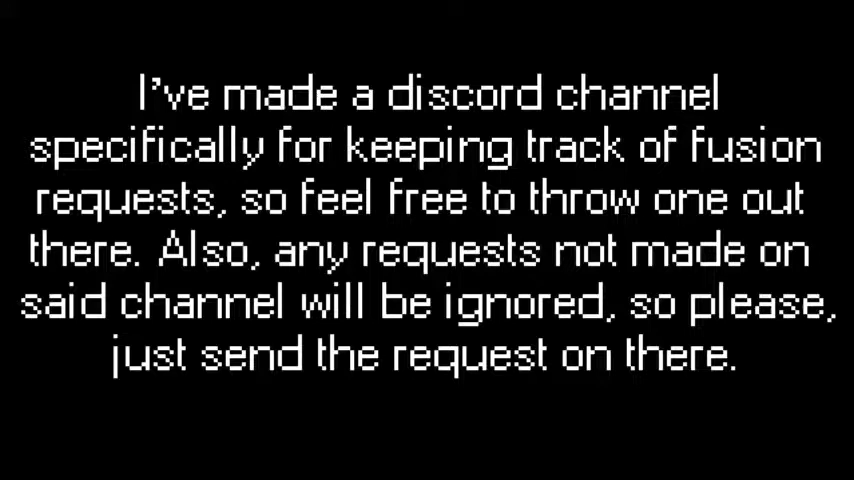 I've made a discord channel
specifically for keeping track of fusion
requests, so feel free to throw one out
there. Also, any requests not made on
said channel will be ignored, so please,
just send the request on there.